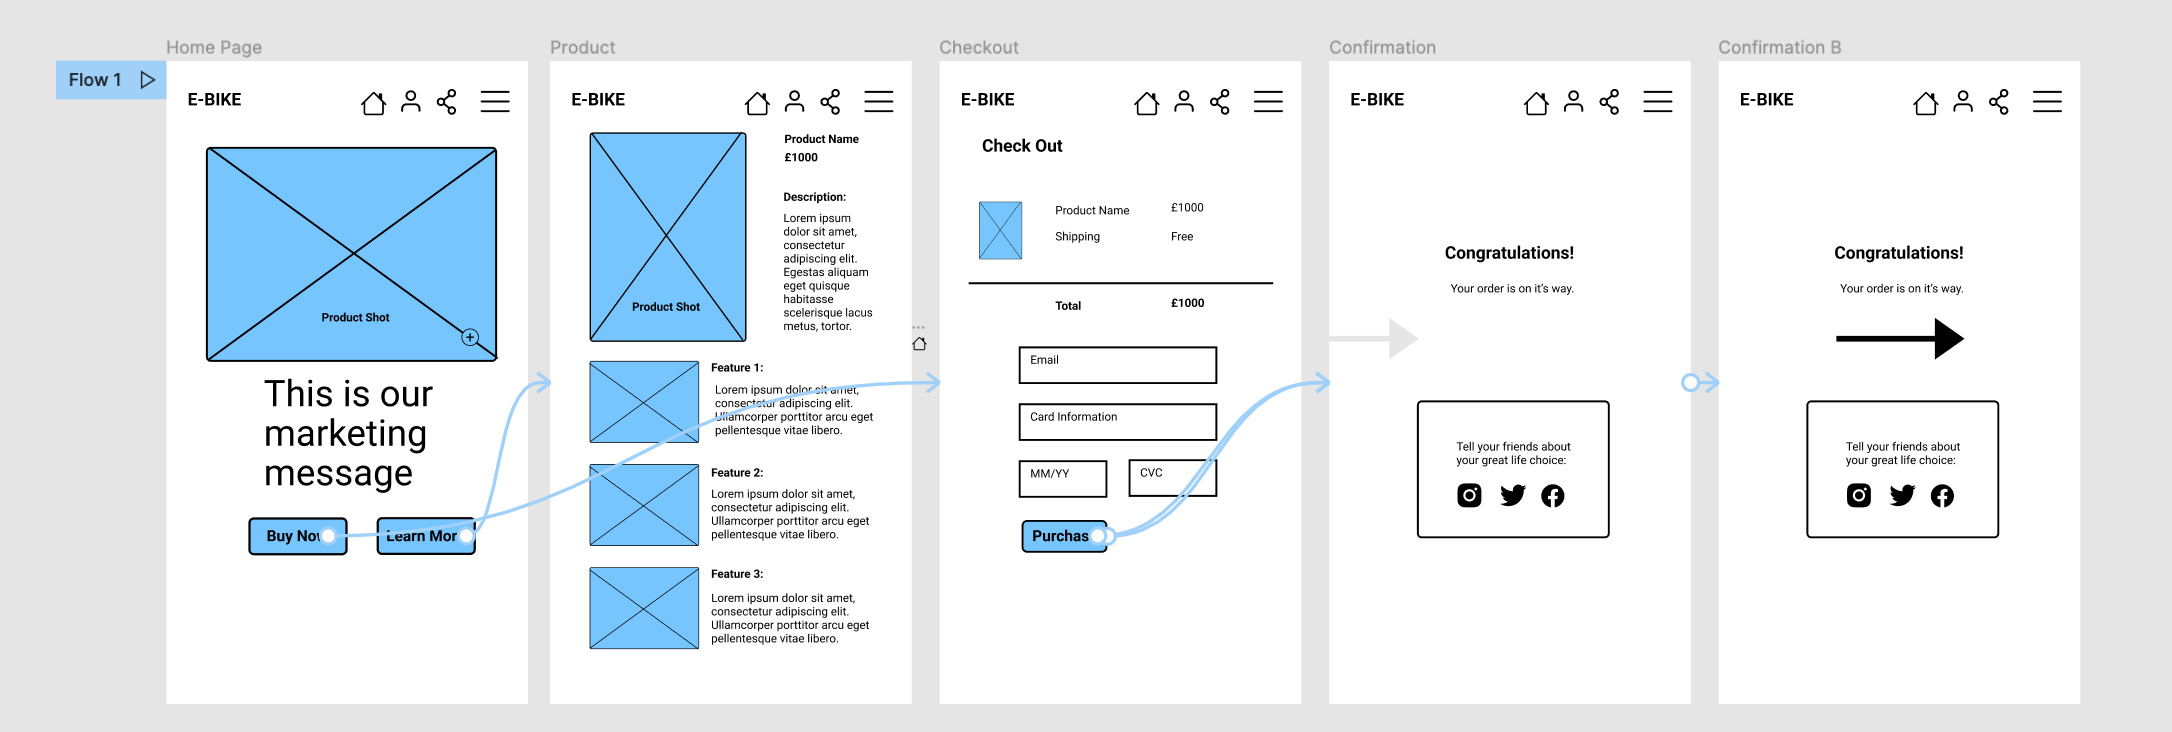 Home Page
Flow 1
E-BIKE
Product Shot
This is our
marketing
message
Buy Now
Learn Mor
Product
E-BIKE
Product Name
£1000
Description:
Lorem ipsum
dolor sit amet,
consectetur
adipiscing elit.
Egestas aliquam
eget quisque
habitasse
scelerisque lacus
metus, tortor.
Product Shot
Feature 1:
Lorem ipsum dolor sit amet,
consectetur adipiscing elit.
Ullamcorper porttitor arcu eget
pellentesque vitae libero.
Feature 2:
Lorem ipsum dolor sit amet,
consectetur adipiscing elit.
Ullamcorper porttitor arcu eget
pellentesque vitae libero.
Feature 3:
Lorem ipsum dolor sit amet,
consectetur adipiscing elit.
Ullamcorper porttitor arcu eget
pellentesque vitae libero.
Checkout
E-BIKE
Check Out
Product Name £1000
Shipping Free
Total £1000
Email
Card Information
MM/YY CVC
Purchas
Confirmation
E-BIKE
Congratulations!
Your order is on it's way.
Tell your friends about
your great life choice:
Confirmation B
E-BIKE
Congratulations!
Your order is on it's way.
Tell your friends about
your great life choice: